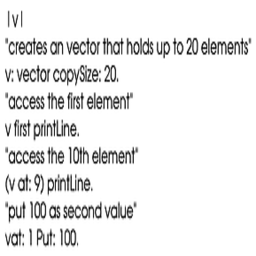 |v|
"creates an vector that holds up to 20 elements"
v: vector copySize: 20.
"access the first element"
v first printLine.
"access the 10th element"
(v at: 9) printLine.
"put 100 as second value"
vat: 1 Put: 100.